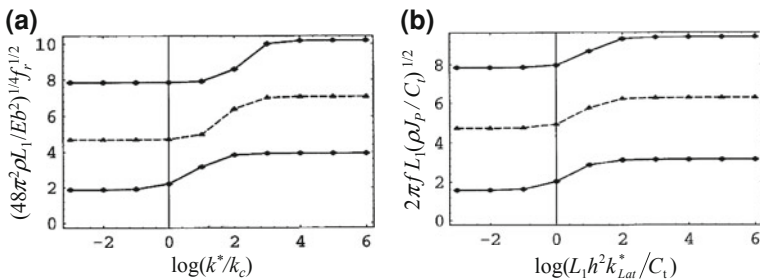 (a)
(48π²ρL₁/Eb²)^1/4 f_r^1/2
10
8
6
4
2
0
−2 0 2 4 6
log(k*/k_c)
(b)
2πf L₁(ρJ_P / C_t)^1/2
8
6
4
2
0
−2 0 2 4 6
log(L₁h²k*_Lat/C_t)